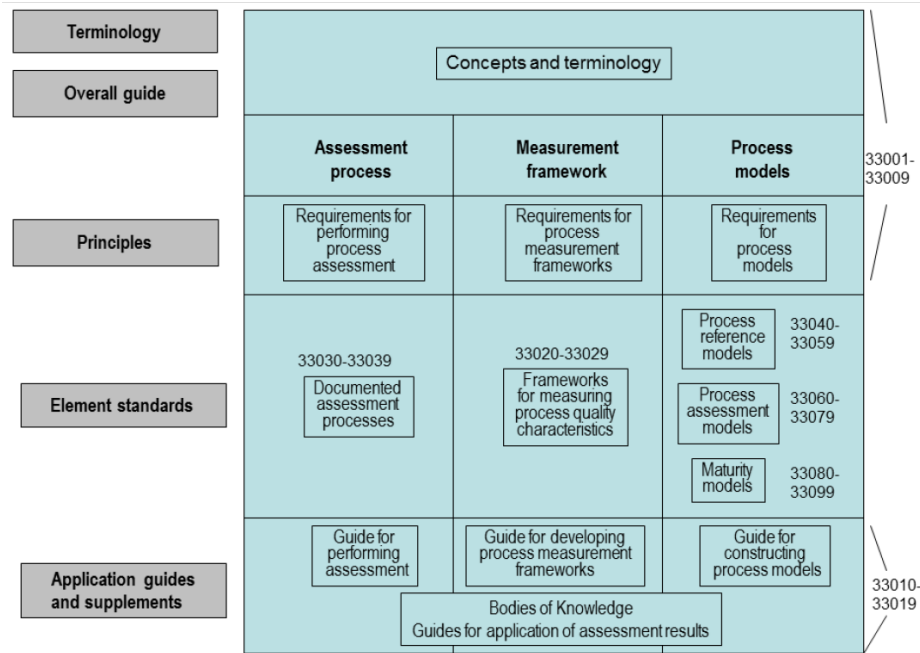 Terminology
Overall guide
Concepts and terminology
Assessment
process
Measurement
framework
Process
models
33001-
33009
Principles
Requirements for
performing
process
assessment
Requirements for
process
measurement
frameworks
Requirements
for
process
models
Element standards
33030-33039
Documented
assessment
processes
33020-33029
Frameworks
for measuring
process quality
characteristics
Process
reference
models
33040-
33059
Process
assessment
models
33060-
33079
Maturity
models
33080-
33099
Application guides
and supplements
Guide for
performing
assessment
Guide for developing
process measurement
frameworks
Guide for
constructing
process models
33010-
33019
Bodies of Knowledge
Guides for application of assessment results